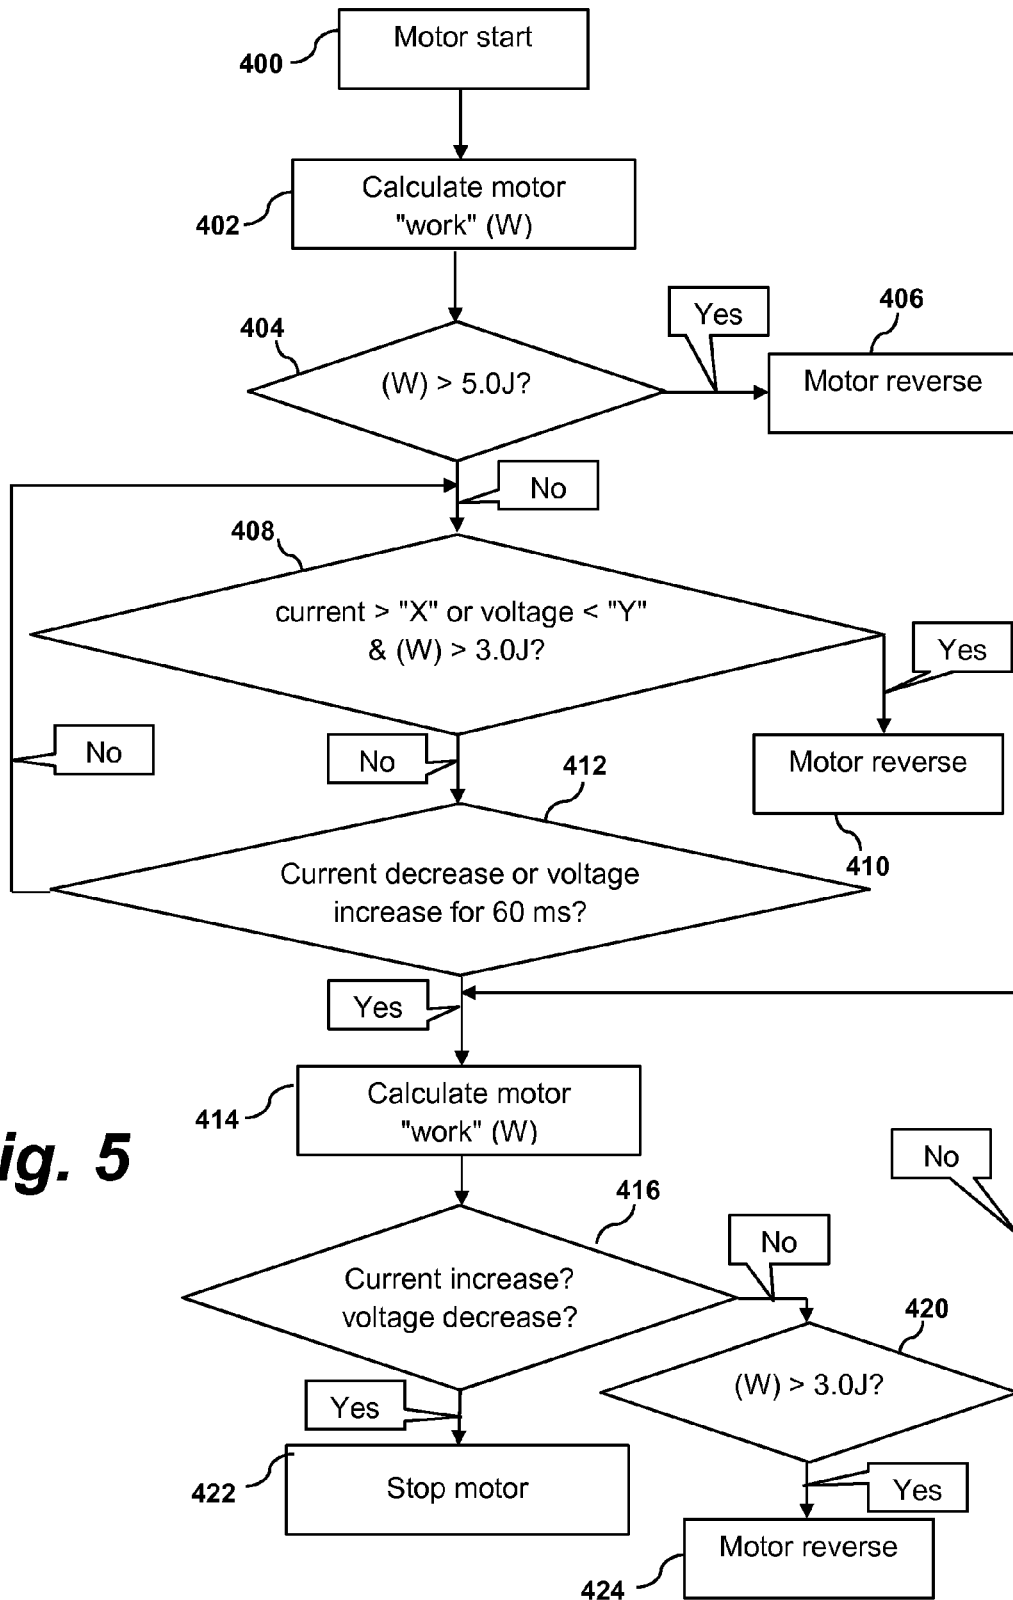 Motor start
400
Calculate motor
"work" (W)
402
404
(W) > 5.0J?
Yes
406
Motor reverse
No
408
current > "X" or voltage < "Y"
& (W) > 3.0J?
Yes
No
No
Motor reverse
410
412
Current decrease or voltage
increase for 60 ms?
Yes
Calculate motor
"work" (W)
414
ig. 5
No
416
Current increase?
voltage decrease?
No
420
(W) > 3.0J?
Yes
Stop motor
422
Yes
Motor reverse
424